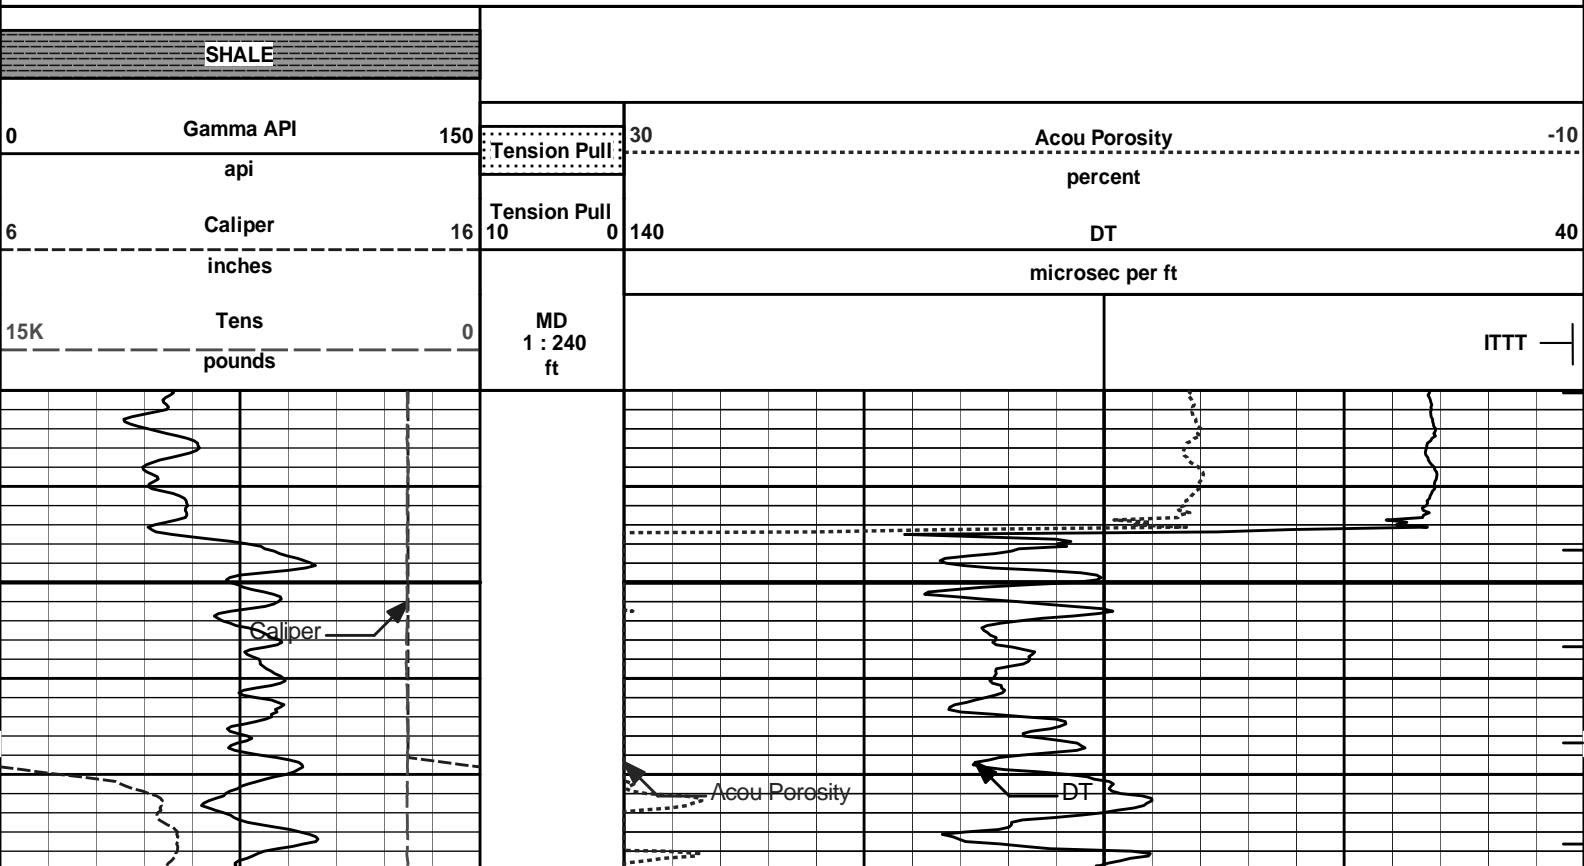 SHALE
0 Gamma API 150
api
6 Caliper 16
inches
15K Tens 0
pounds
Tension Pull
Tension Pull
10 0
MD
1 : 240
ft
30 Acou Porosity -10
percent
140 DT 40
microsec per ft
ITTT
Caliper
Acou Porosity
DT